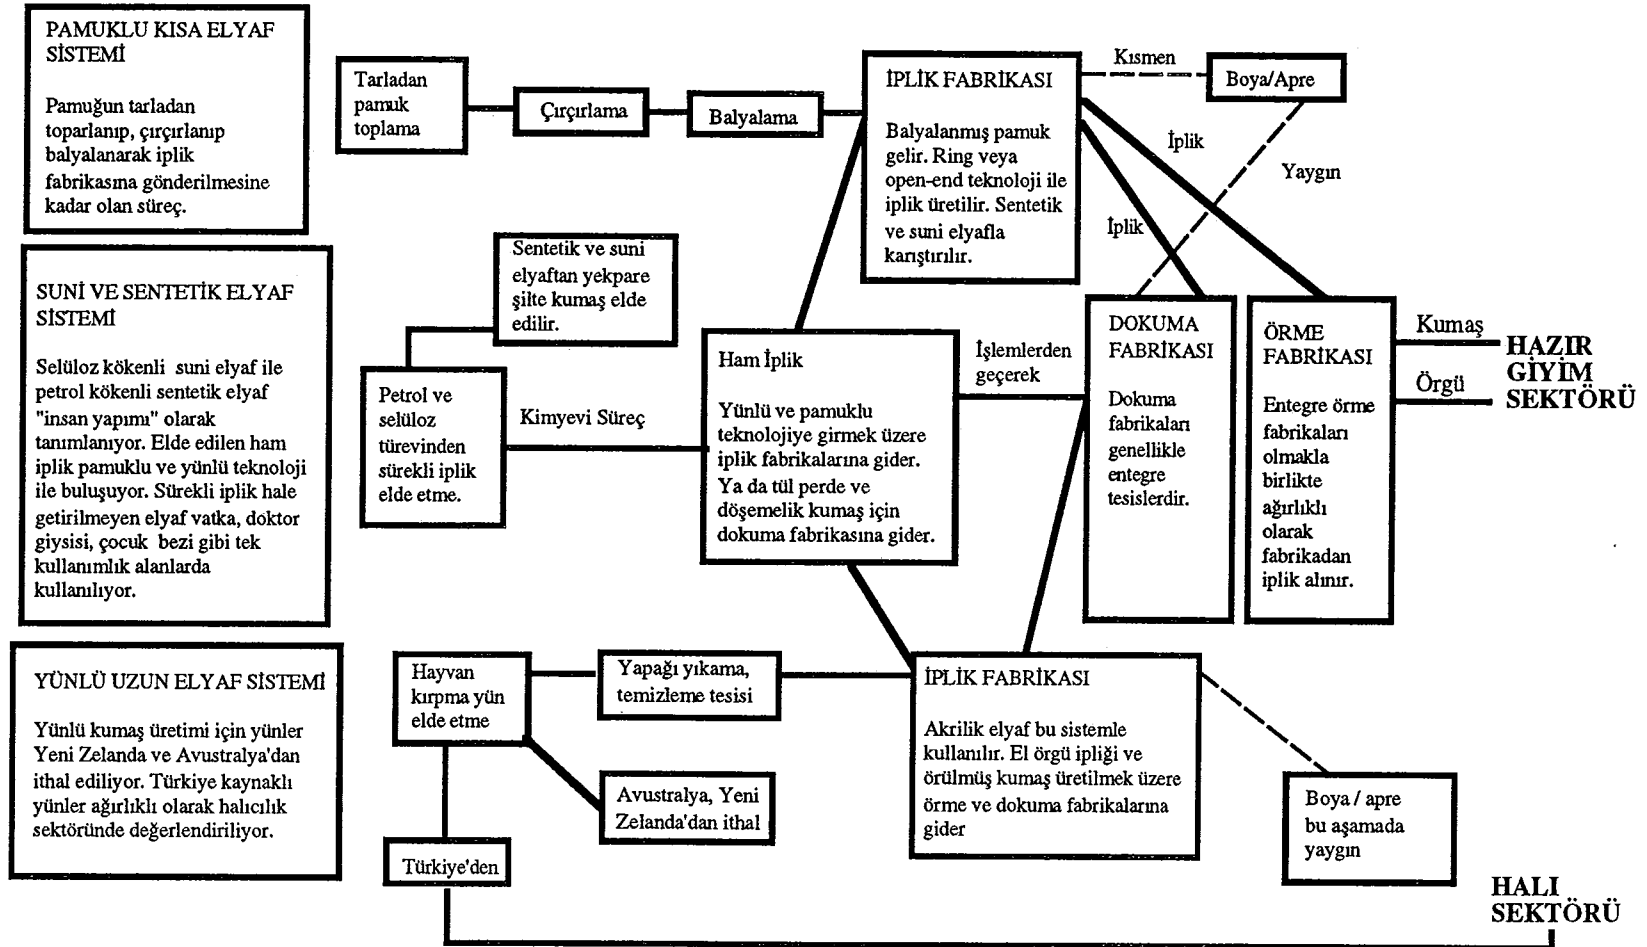 PAMUKLU KISA ELYAF
SİSTEMİ
Pamuğun tarladan
toparlanıp, çırçırlanıp
balyalanarak iplik
fabrikasına gönderilmesine
kadar olan süreç.
Tarladan
pamuk
toplama
Çırçırlama
Balyalama
İPLİK FABRİKASI
Balyalanmış pamuk
gelir. Ring veya
open-end teknoloji ile
iplik üretilir. Sentetik
ve suni elyafla
karıştırılır.
Kısmen
Boya/Apre
İplik
Yaygın
İplik
SUNİ VE SENTETİK ELYAF
SİSTEMİ
Selüloz kökenli suni elyaf ile
petrol kökenli sentetik elyaf
"insan yapımı" olarak
tanımlanıyor. Elde edilen ham
iplik pamuklu ve yünlü teknoloji
ile buluşuyor. Sürekli iplik hale
getirilmeyen elyaf vatka, doktor
giysisi, çocuk bezi gibi tek
kullanımlık alanlarda
kullanılıyor.
Sentetik ve suni
elyaftan yekpare
şilte kumaş elde
edilir.
Petrol ve
selüloz
türevinden
sürekli iplik
elde etme.
Kimyevi Süreç
Ham İplik
Yünlü ve pamuklu
teknolojiye girmek üzere
iplik fabrikalarına gider.
Ya da tül perde ve
döşemelik kumaş için
dokuma fabrikasına gider.
İşlemlerden
geçerek
DOKUMA
FABRİKASI
Dokuma
fabrikaları
genellikle
entegre
tesislerdir.
ÖRME
FABRİKASI
Entegre örme
fabrikaları
olmakla
birlikte
ağırlıklı
olarak
fabrikadan
iplik alınır.
Kumaş
Örgü
HAZIR
GİYİM
SEKTÖRÜ
YÜNLÜ UZUN ELYAF SİSTEMİ
Yünlü kumaş üretimi için yünler
Yeni Zelanda ve Avustralya'dan
ithal ediliyor. Türkiye kaynaklı
yünler ağırlıklı olarak halıcılık
sektöründe değerlendiriliyor.
Hayvan
kırpma yün
elde etme
Yapağı yıkama,
temizleme tesisi
Avustralya, Yeni
Zelanda'dan ithal
Türkiye'den
İPLİK FABRİKASI
Akrilik elyaf bu sistemle
kullanılır. El örgü ipliği ve
örülmüş kumaş üretilmek üzere
örme ve dokuma fabrikalarına
gider
Boya / apre
bu aşamada
yaygın
HALI
SEKTÖRÜ